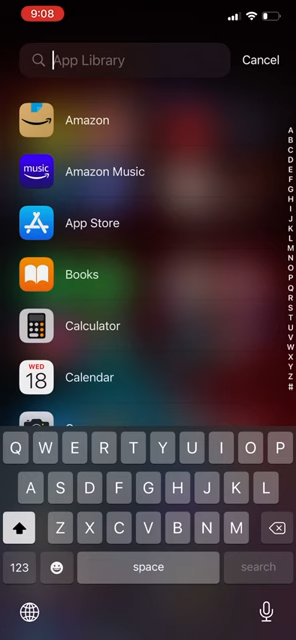 9:08
App Library
Cancel
Amazon
music
Amazon Music
App Store
Books
Calculator
WED
18
Calendar
A
B
C
D
E
F
G
H
I
J
K
L
M
N
O
P
Q
R
S
T
U
V
W
X
Y
Z
#
Q W E R T Y U I O P
A S D F G H J K L
Z X C V B N M
123 space search